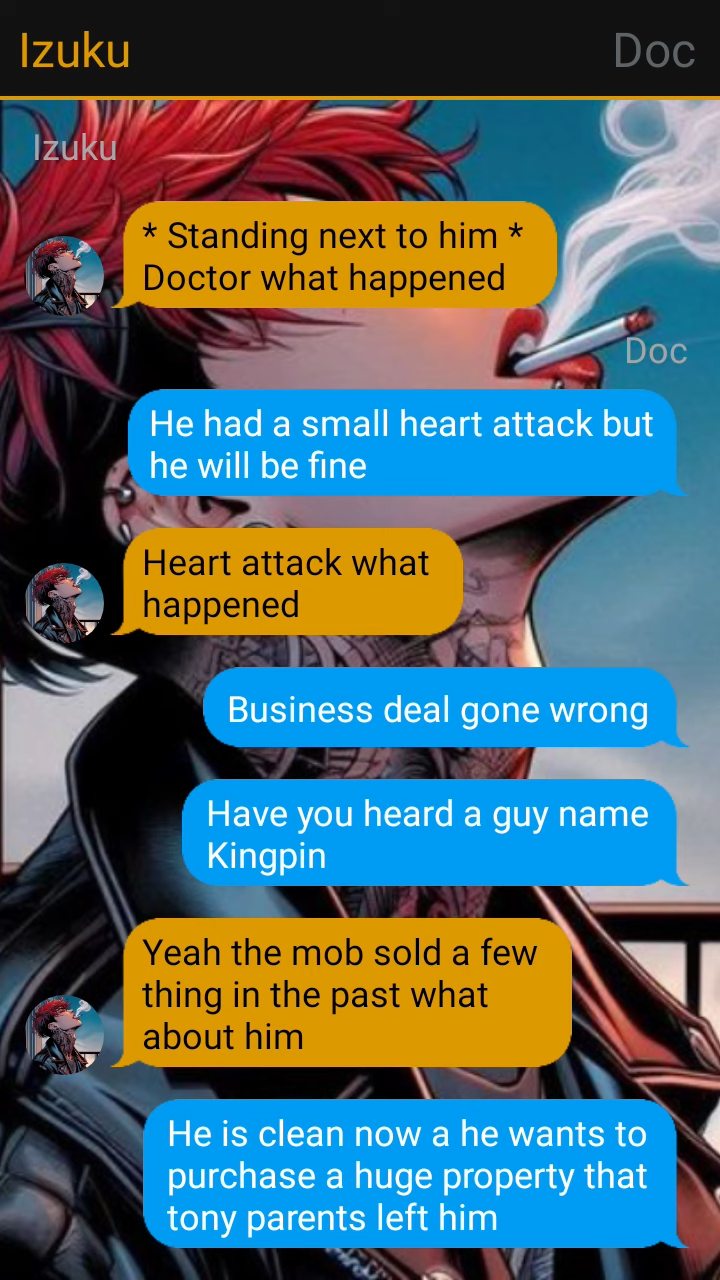 Izuku Doc
Izuku
* Standing next to him *
Doctor what happened
Doc
He had a small heart attack but
he will be fine
Heart attack what
happened
Business deal gone wrong
Have you heard a guy name
Kingpin
Yeah the mob sold a few
thing in the past what
about him
He is clean now a he wants to
purchase a huge property that
tony parents left him